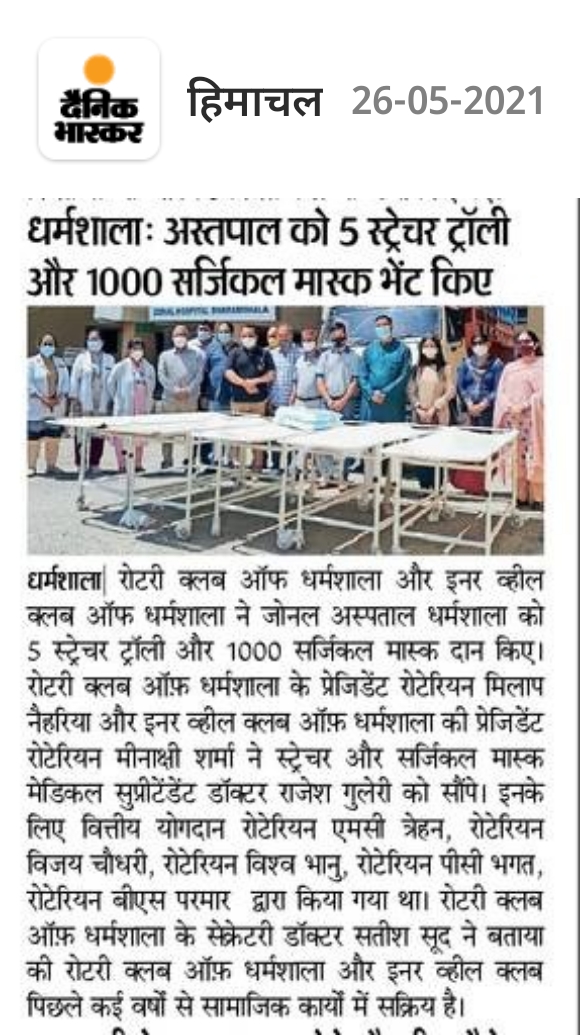 दैनिक
भास्कर
हिमाचल 26-05-2021
धर्मशालाः अस्तपाल को 5 स्ट्रेचर ट्रॉली
और 1000 सर्जिकल मास्क भेंट किए
ZONAL HOSPITAL DHARAMSHALA
धर्मशाला| रोटरी क्लब ऑफ धर्मशाला और इनर व्हील
क्लब ऑफ धर्मशाला ने जोनल अस्पताल धर्मशाला को
5 स्ट्रेचर ट्रॉली और 1000 सर्जिकल मास्क दान किए।
रोटरी क्लब ऑफ़ धर्मशाला के प्रेजिडेंट रोटेरियन मिलाप
नैहरिया और इनर व्हील क्लब ऑफ़ धर्मशाला की प्रेजिडेंट
रोटेरियन मीनाक्षी शर्मा ने स्ट्रेचर और सर्जिकल मास्क
मेडिकल सुप्रीटेंडेंट डॉक्टर राजेश गुलेरी को सौंपे। इनके
लिए वित्तीय योगदान रोटेरियन एमसी त्रेहन, रोटेरियन
विजय चौधरी, रोटेरियन विश्व भानु, रोटेरियन पीसी भगत,
रोटेरियन बीएस परमार द्वारा किया गया था। रोटरी क्लब
ऑफ़ धर्मशाला के सेक्रेटरी डॉक्टर सतीश सूद ने बताया
की रोटरी क्लब ऑफ़ धर्मशाला और इनर व्हील क्लब
पिछले कई वर्षों से सामाजिक कार्यो में सक्रिय है।